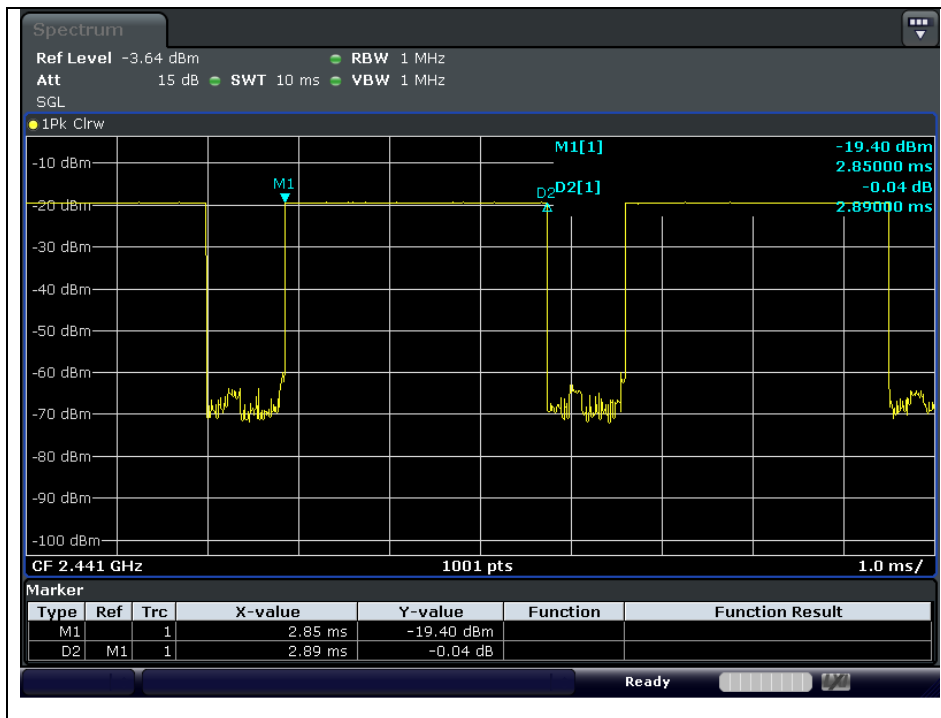 Spectrum
Ref Level -3.64 dBm RBW 1 MHz
Att 15 dB SWT 10 ms VBW 1 MHz
SGL
1Pk Clrw
M1[1] -19.40 dBm
2.85000 ms
D2[1] -0.04 dB
2.89000 ms
M1
D2
-10 dBm
-20 dBm
-30 dBm
-40 dBm
-50 dBm
-60 dBm
-70 dBm
-80 dBm
-90 dBm
-100 dBm
CF 2.441 GHz 1001 pts 1.0 ms/
Marker
Type Ref Trc X-value Y-value Function Function Result
M1 1 2.85 ms -19.40 dBm
D2 M1 1 2.89 ms -0.04 dB
Ready